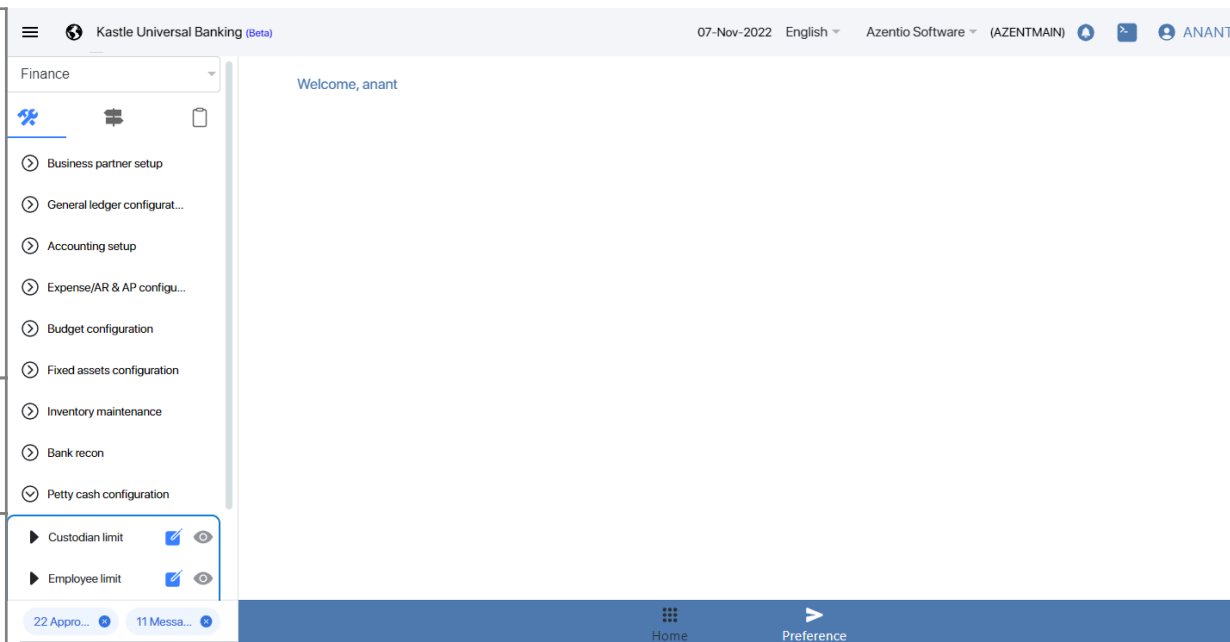 Kastle Universal Banking (Beta)
07-Nov-2022 English Azentio Software (AZENTMAIN) ANANT
Finance
Welcome, anant
Business partner setup
General ledger configurat...
Accounting setup
Expense/AR & AP configu...
Budget configuration
Fixed assets configuration
Inventory maintenance
Bank recon
Petty cash configuration
Custodian limit
Employee limit
22 Appro... 11 Messa...
Home Preference